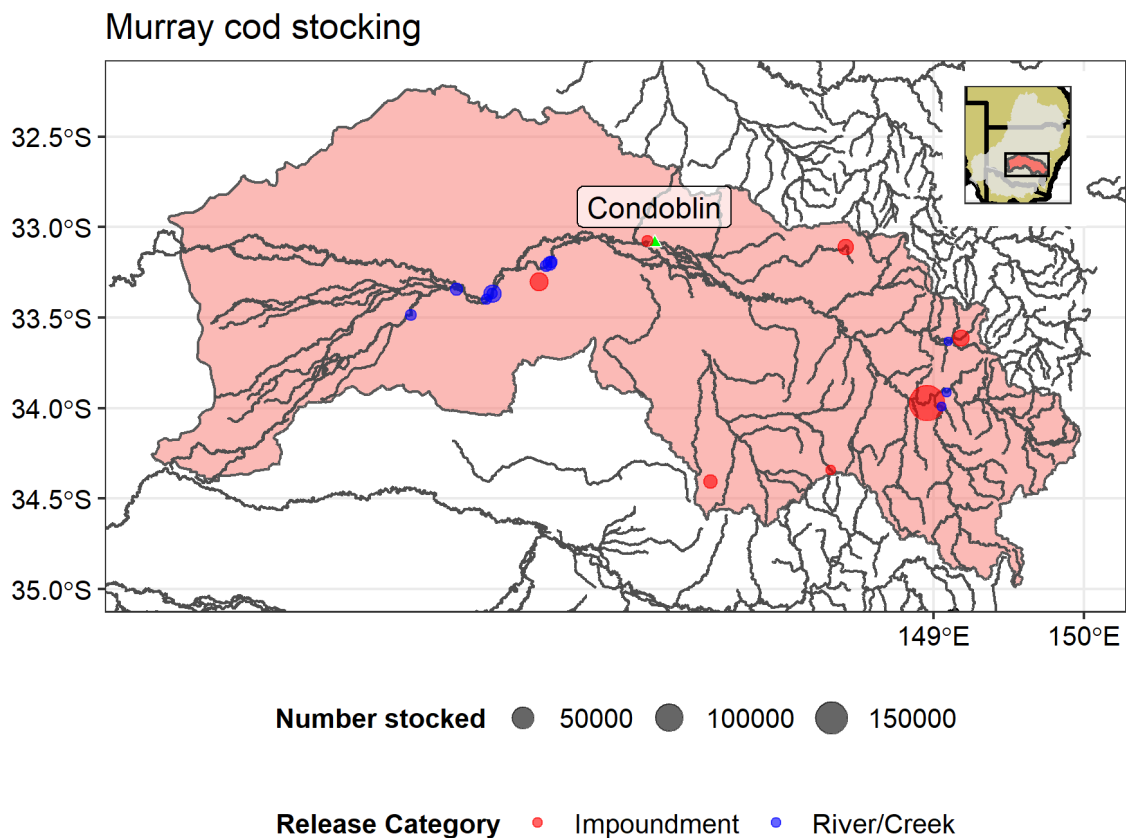 Murray cod stocking
32.5°S
33.0°S
33.5°S
34.0°S
34.5°S
35.0°S
Condoblin
149°E 150°E
Number stocked 50000 100000 150000
Release Category Impoundment River/Creek